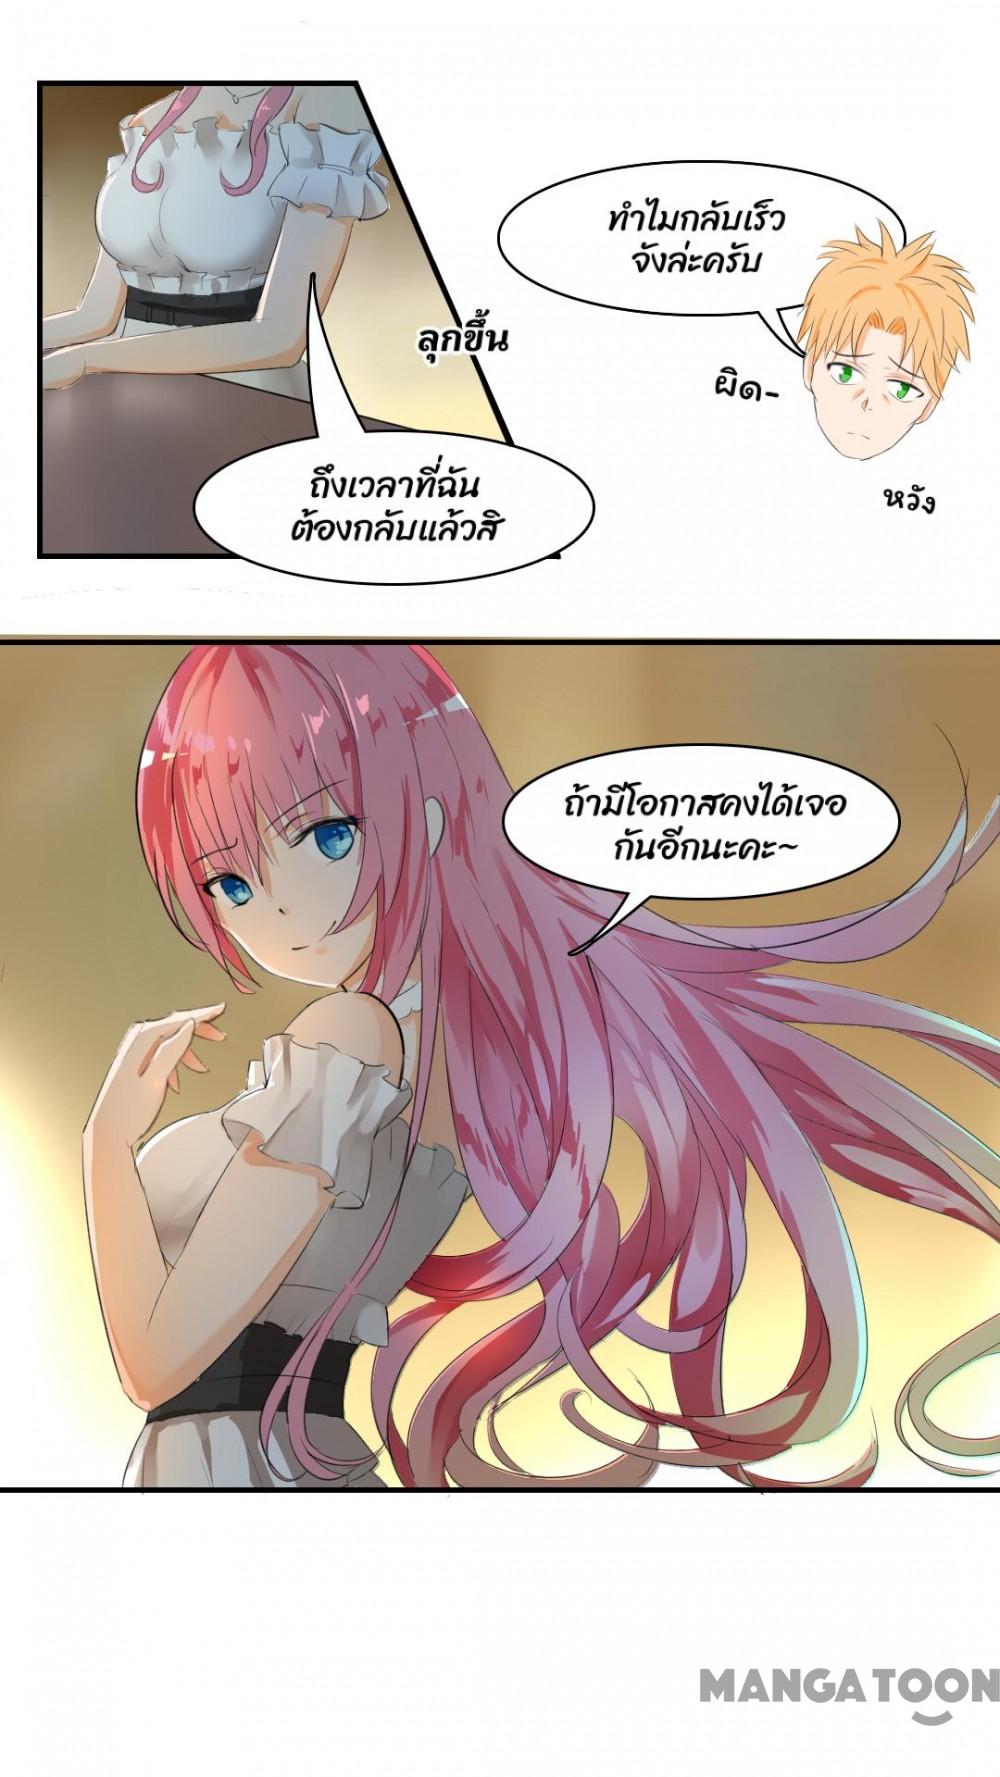 ทำไมกลับเร็ว
จังล่ะครับ
ลุกขึ้น
ผิด-
หวัง
ถึงเวลาที่ฉัน
ต้องกลับแล้วสิ
ถ้ามีโอกาสคงได้เจอ
กันอีกนะคะ~
MANGATOON